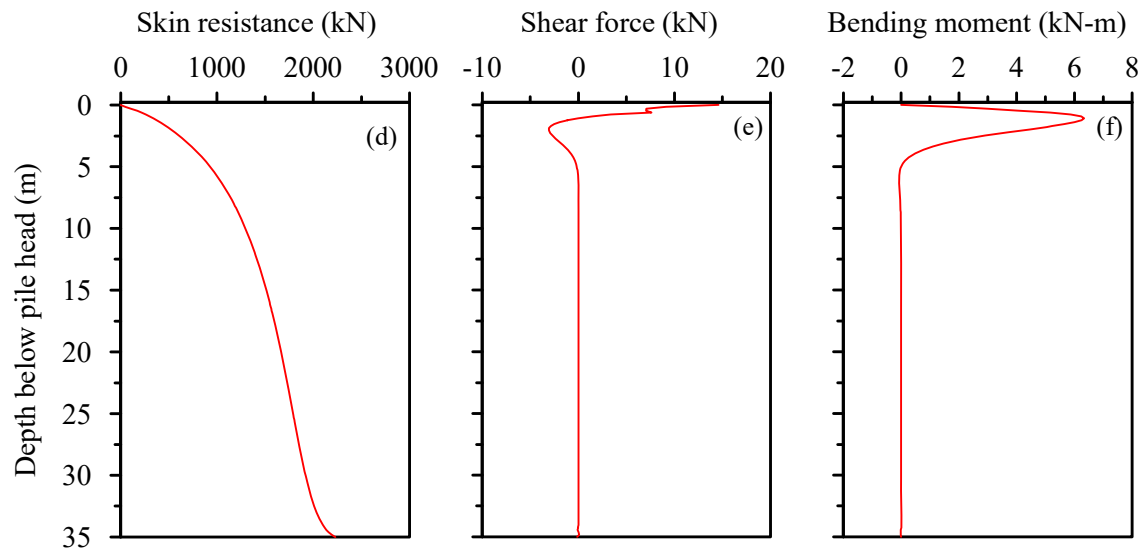 Skin resistance (kN) Shear force (kN) Bending moment (kN-m)
0 1000 2000 3000 -10 0 10 20 -2 0 2 4 6 8
0 (d) (e) (f)
5
10
15
20
25
30
35
Depth below pile head (m)